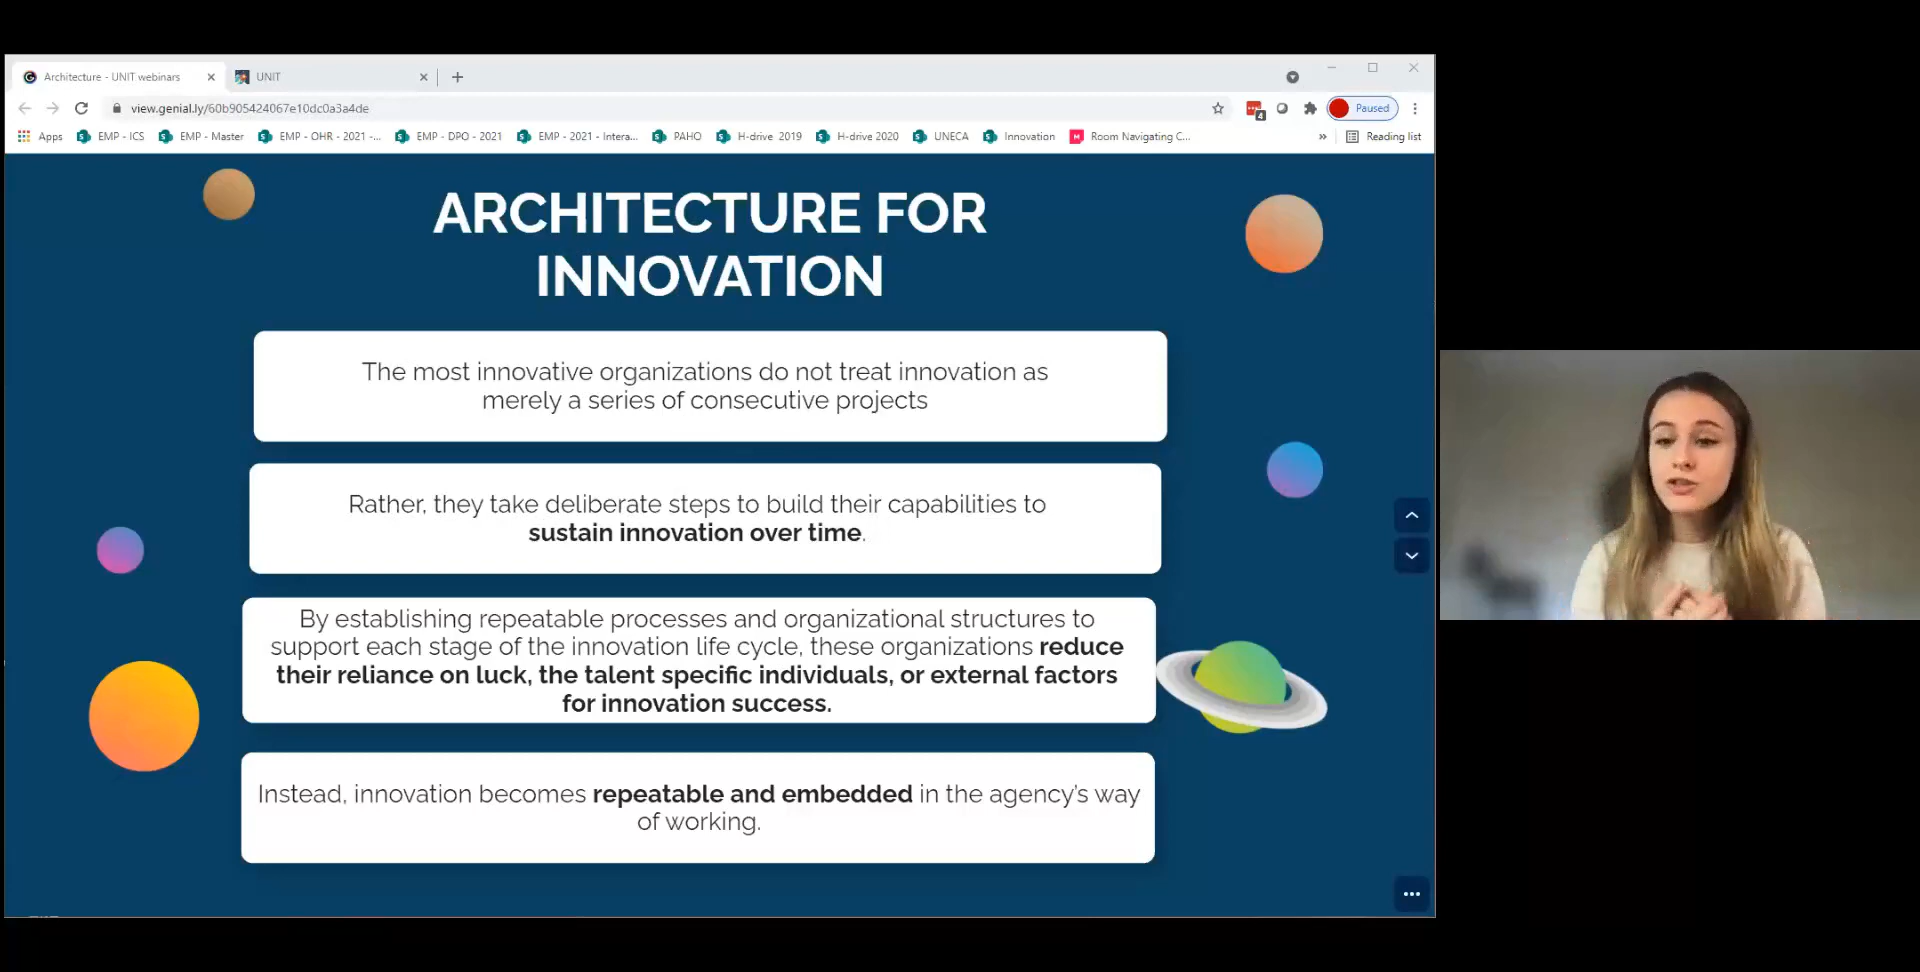 Architecture - UNIT webinars
UNIT
view.genial.ly/60b905424067e10dc0a3a4de
4
Paused
Apps
EMP - ICS
EMP - Master
EMP - OHR - 2021 -...
EMP - DPO - 2021
EMP - 2021 - Intera...
PAHO
H-drive 2019
H-drive 2020
UNECA
Innovation
Room Navigating C...
»
Reading list
ARCHITECTURE FOR
INNOVATION
The most innovative organizations do not treat innovation as
merely a series of consecutive projects
Rather, they take deliberate steps to build their capabilities to
sustain innovation over time.
By establishing repeatable processes and organizational structures to
support each stage of the innovation life cycle, these organizations reduce
their reliance on luck, the talent specific individuals, or external factors
for innovation success.
Instead, innovation becomes repeatable and embedded in the agency's way
of working.